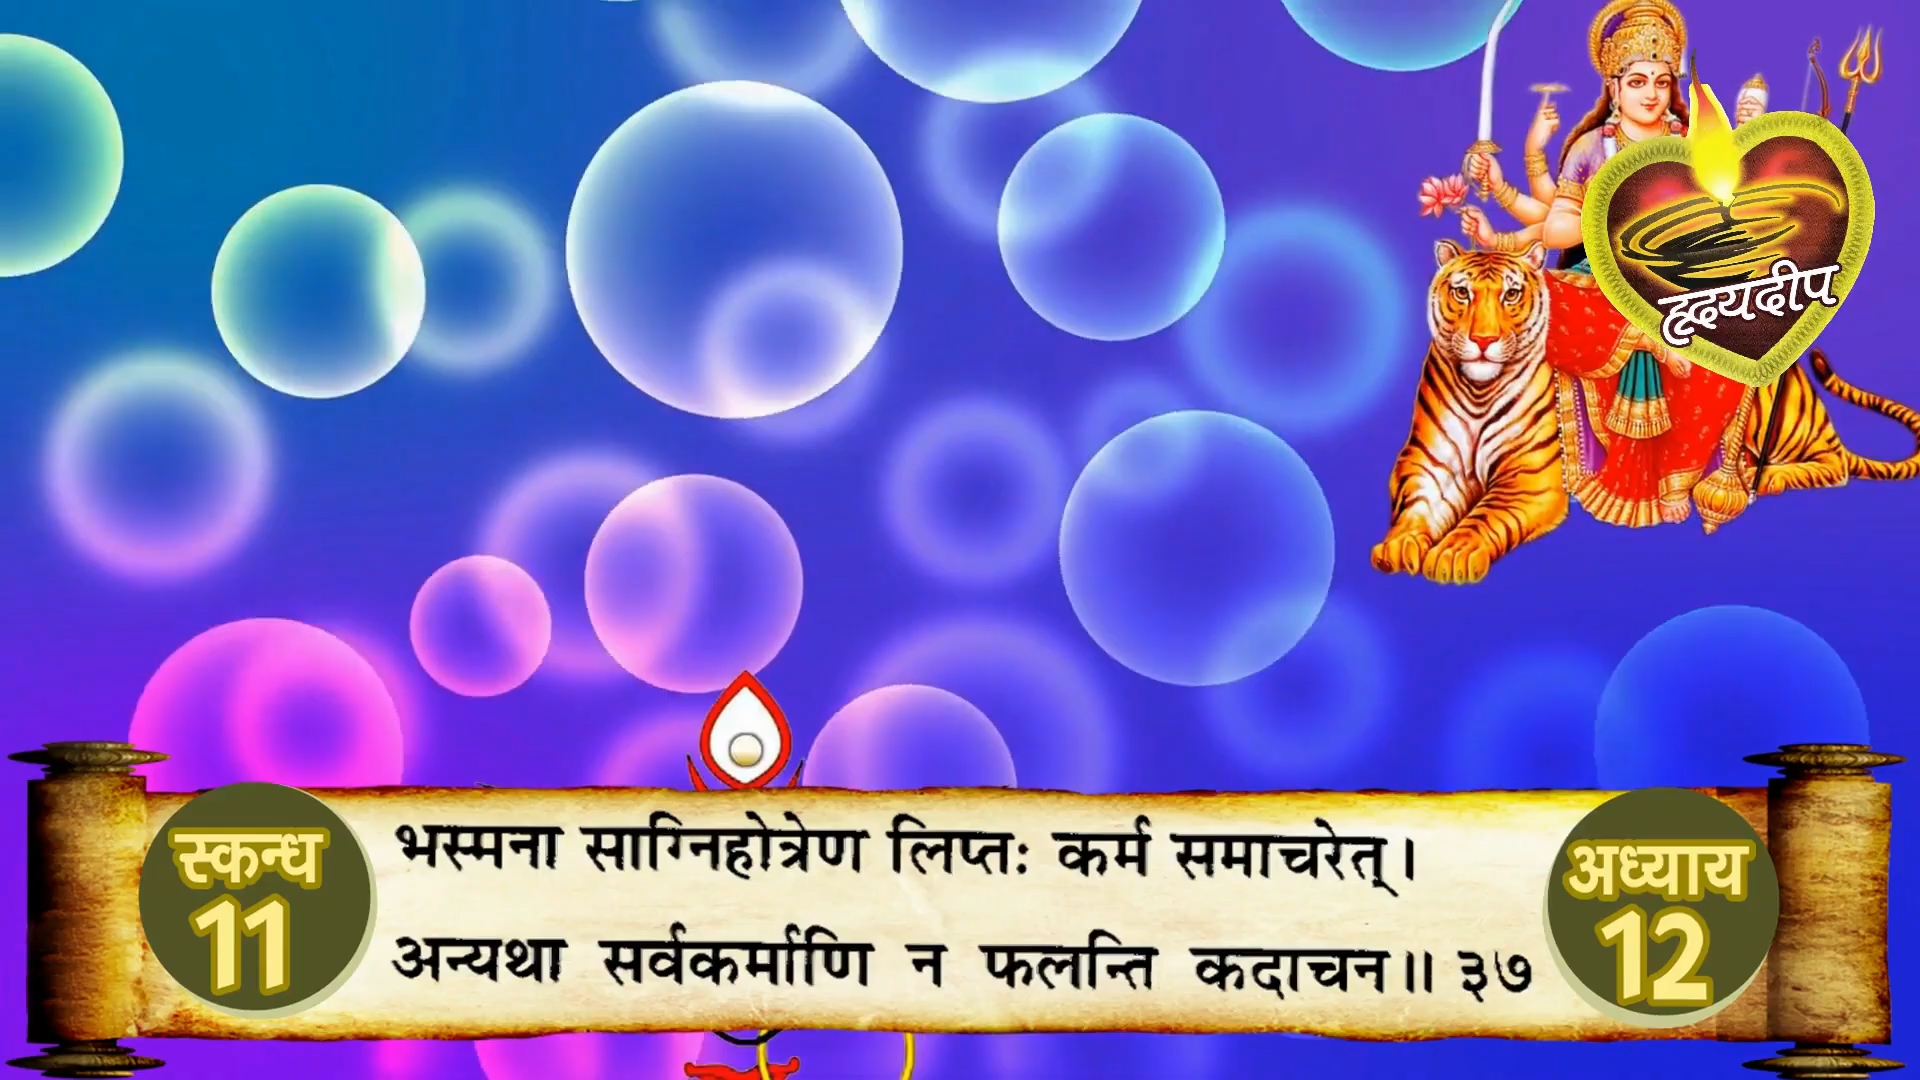 हृदयदीप
स्कन्ध
11
भस्मना साग्निहोत्रेण लिप्तः कर्म समाचरेत्।
अन्यथा सर्वकर्माणि न फलन्ति कदाचन॥ ३७
अध्याय
12